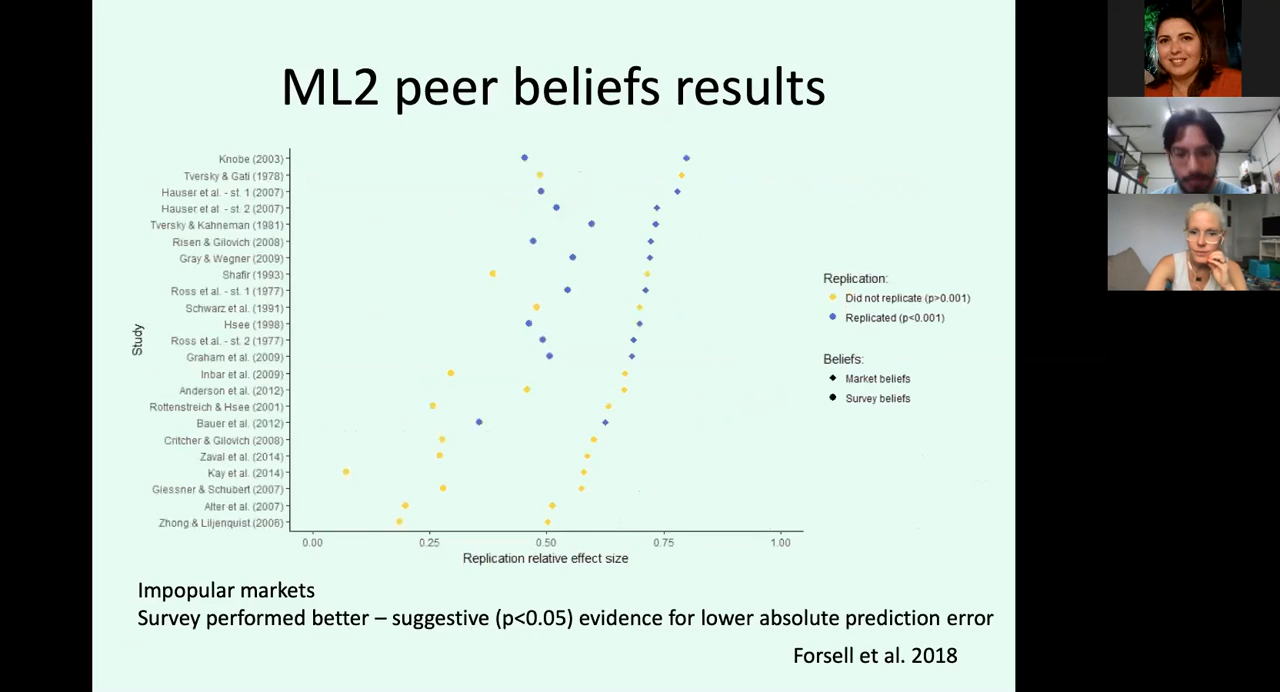 ML2 peer beliefs results
Knobe (2003)
Tversky & Gati (1978)
Hauser et al. - st. 1 (2007)
Hauser et al. - st. 2 (2007)
Tversky & Kahneman (1981)
Risen & Gilovich (2008)
Gray & Wegner (2009)
Shafir (1993)
Ross et al. - st. 1 (1977)
Schwarz et al. (1991)
Hsee (1998)
Ross et al. - st. 2 (1977)
Graham et al. (2009)
Inbar et al. (2009)
Anderson et al. (2012)
Rottenstreich & Hsee (2001)
Bauer et al. (2012)
Critcher & Gilovich (2008)
Zaval et al. (2014)
Kay et al. (2014)
Giessner & Schubert (2007)
Alter et al. (2007)
Zhong & Liljenquist (2006)
Study
0.00 0.25 0.50 0.75 1.00
Replication relative effect size
Replication:
Did not replicate (p>0.001)
Replicated (p<0.001)
Beliefs:
Market beliefs
Survey beliefs
Impopular markets
Survey performed better – suggestive (p<0.05) evidence for lower absolute prediction error
Forsell et al. 2018